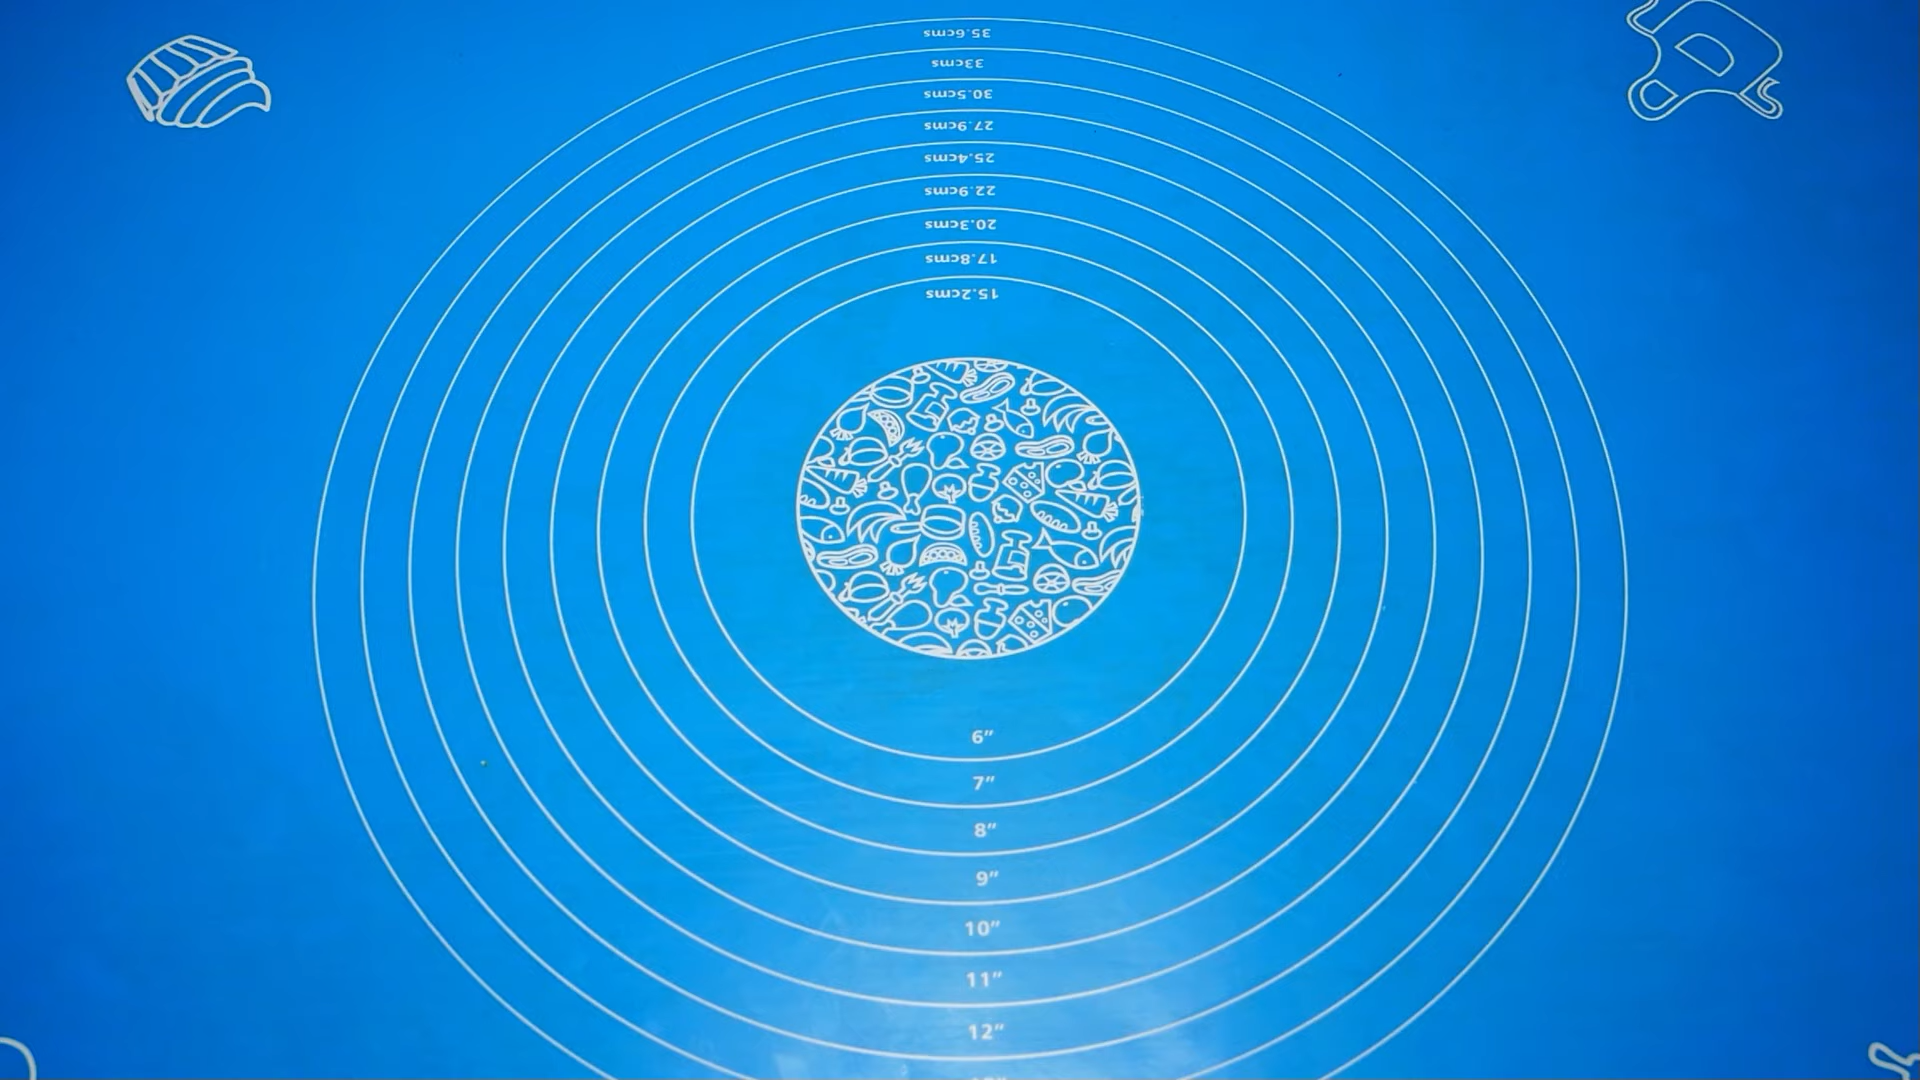 35.6cms
33cms
30.5cms
27.9cms
25.4cms
22.9cms
20.3cms
17.8cms
15.2cms
6"
7"
8"
9"
10"
11"
12"